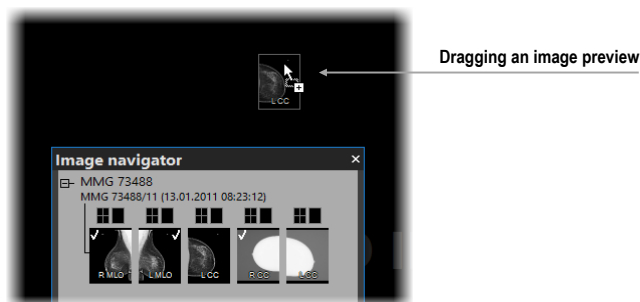 Dragging an image preview
L CC
Image navigator
MMG 73488
MMG 73488/11 (13.01.2011 08:23:12)
R MLO L MLO L CC R CC L CC